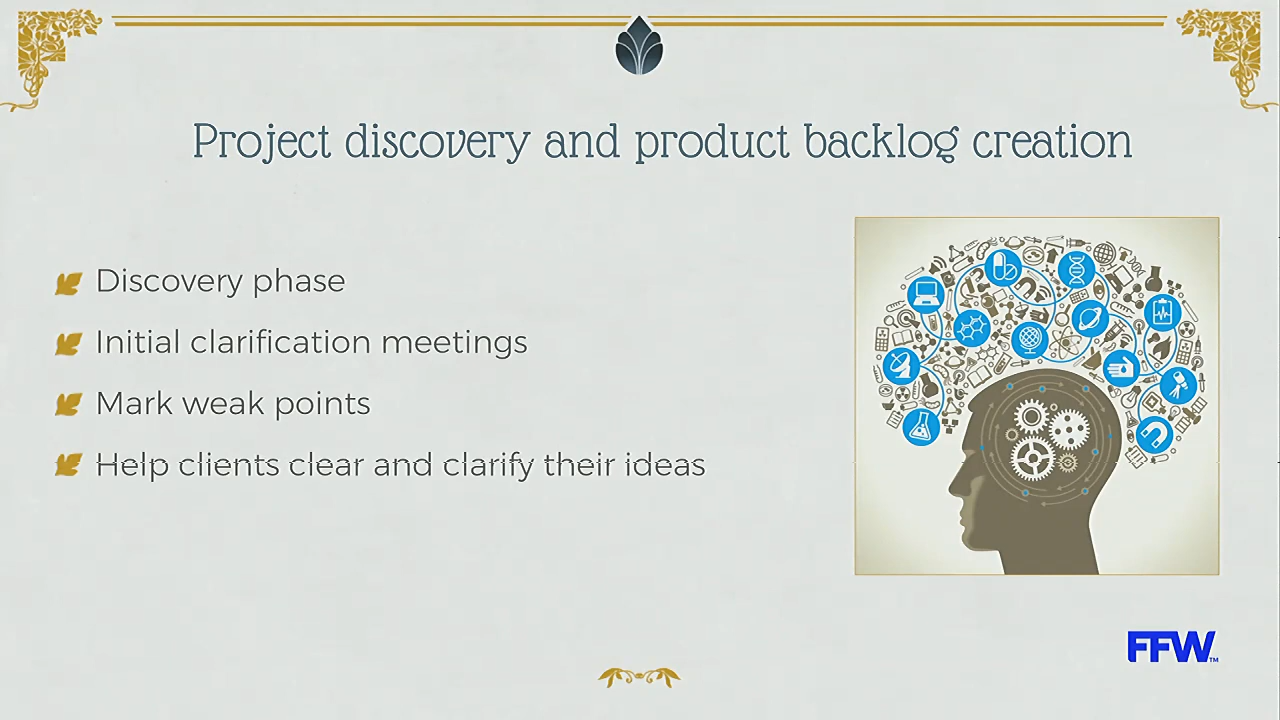 Project discovery and product backlog creation
Discovery phase
Initial clarification meetings
Mark weak points
Help clients clear and clarify their ideas
FFW™